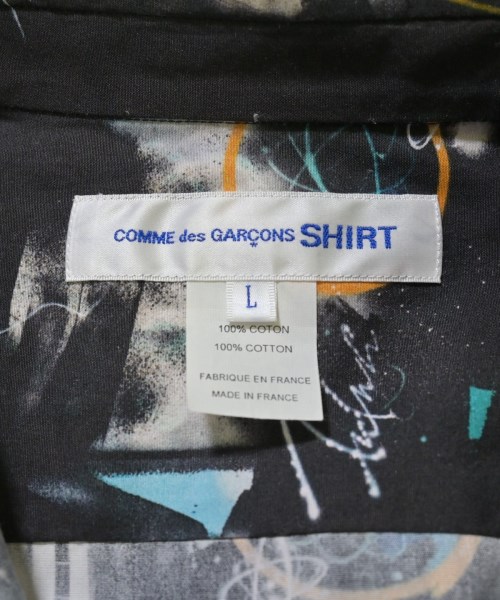 COMME des GARÇONS SHIRT
L
100% COTON
100% COTTON
FABRIQUE EN FRANCE
MADE IN FRANCE